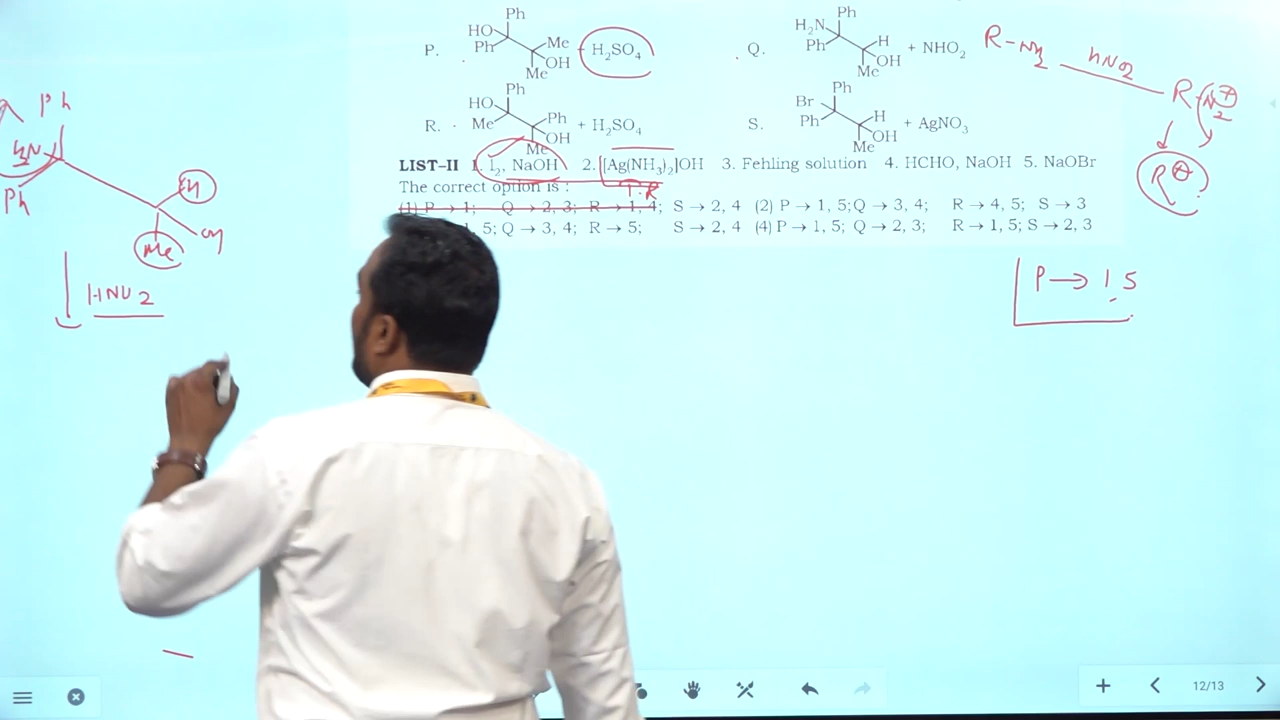 P. HO Ph Ph Me OH Me + H₂SO₄ Q. H₂N Ph Ph H OH Me + NHO₂
R. HO Ph Me Ph OH Me + H₂SO₄ S. Br Ph Ph H OH Me + AgNO₃
LIST–II 1. I₂, NaOH 2. [Ag(NH₃)₂]OH 3. Fehling solution 4. HCHO, NaOH 5. NaOBr
The correct option is :
(1) P → 1; Q → 2, 3; R → 1, 4; S → 2, 4 (2) P → 1, 5; Q → 3, 4; R → 4, 5; S → 3
5; Q → 3, 4; R → 5; S → 2, 4 (4) P → 1, 5; Q → 2, 3; R → 1, 5; S → 2, 3
T.R
R-NH₂ HNO₂ R-N₂⊕
R⊕
P → 1, 5
Ph
Ph
H
Me
OH
HNO₂
12/13